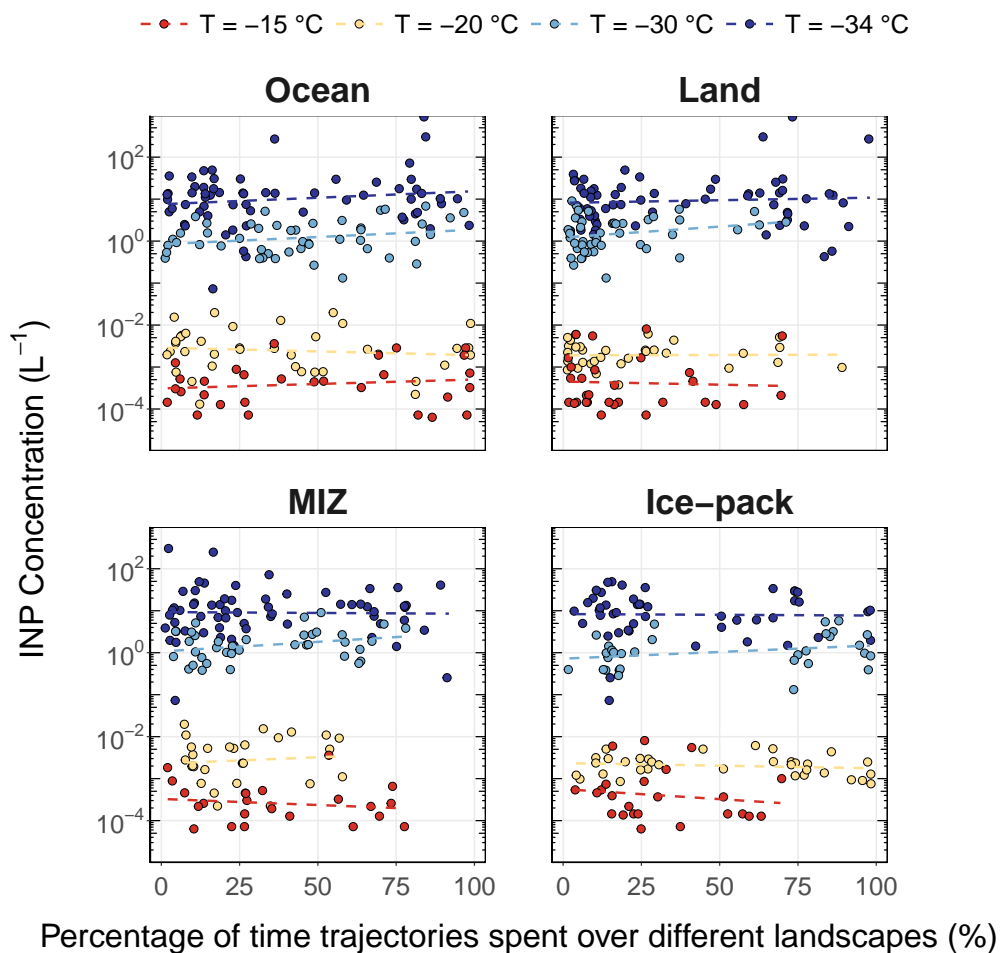 T = −15 °C T = −20 °C T = −30 °C T = −34 °C
Ocean Land
10²
10⁰
10⁻²
10⁻⁴
INP Concentration (L⁻¹)
MIZ Ice−pack
10²
10⁰
10⁻²
10⁻⁴
0 25 50 75 100 0 25 50 75 100
Percentage of time trajectories spent over different landscapes (%)